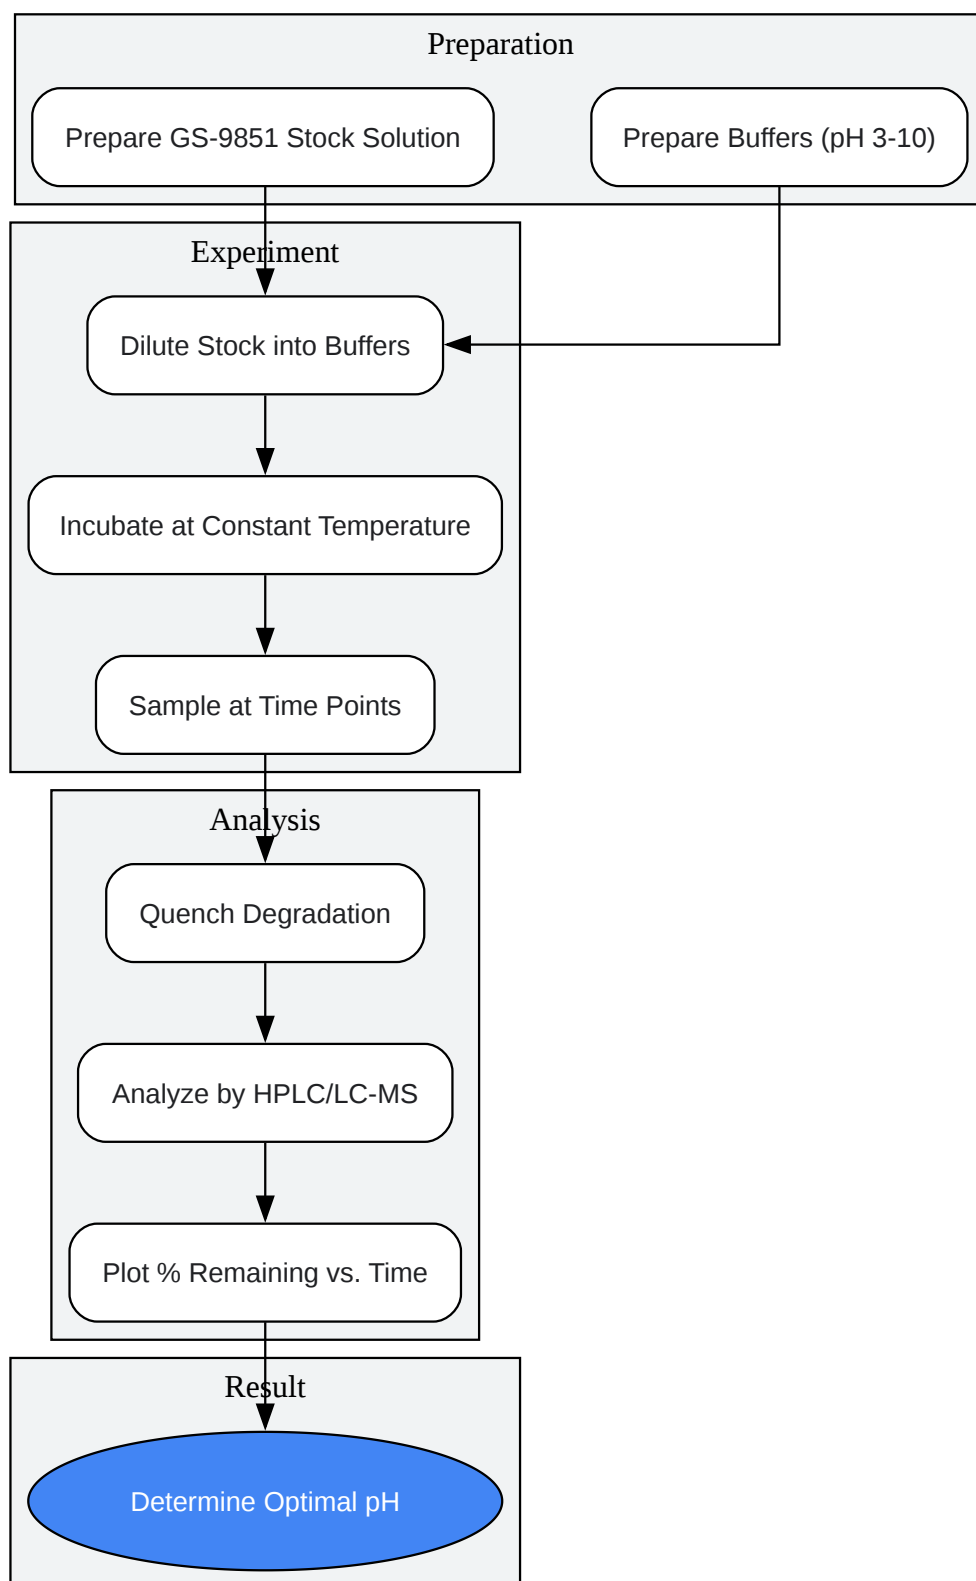 Preparation
Prepare GS-9851 Stock Solution
Prepare Buffers (pH 3-10)
Experiment
Dilute Stock into Buffers
Incubate at Constant Temperature
Sample at Time Points
Analysis
Quench Degradation
Analyze by HPLC/LC-MS
Plot % Remaining vs. Time
Result
Determine Optimal pH